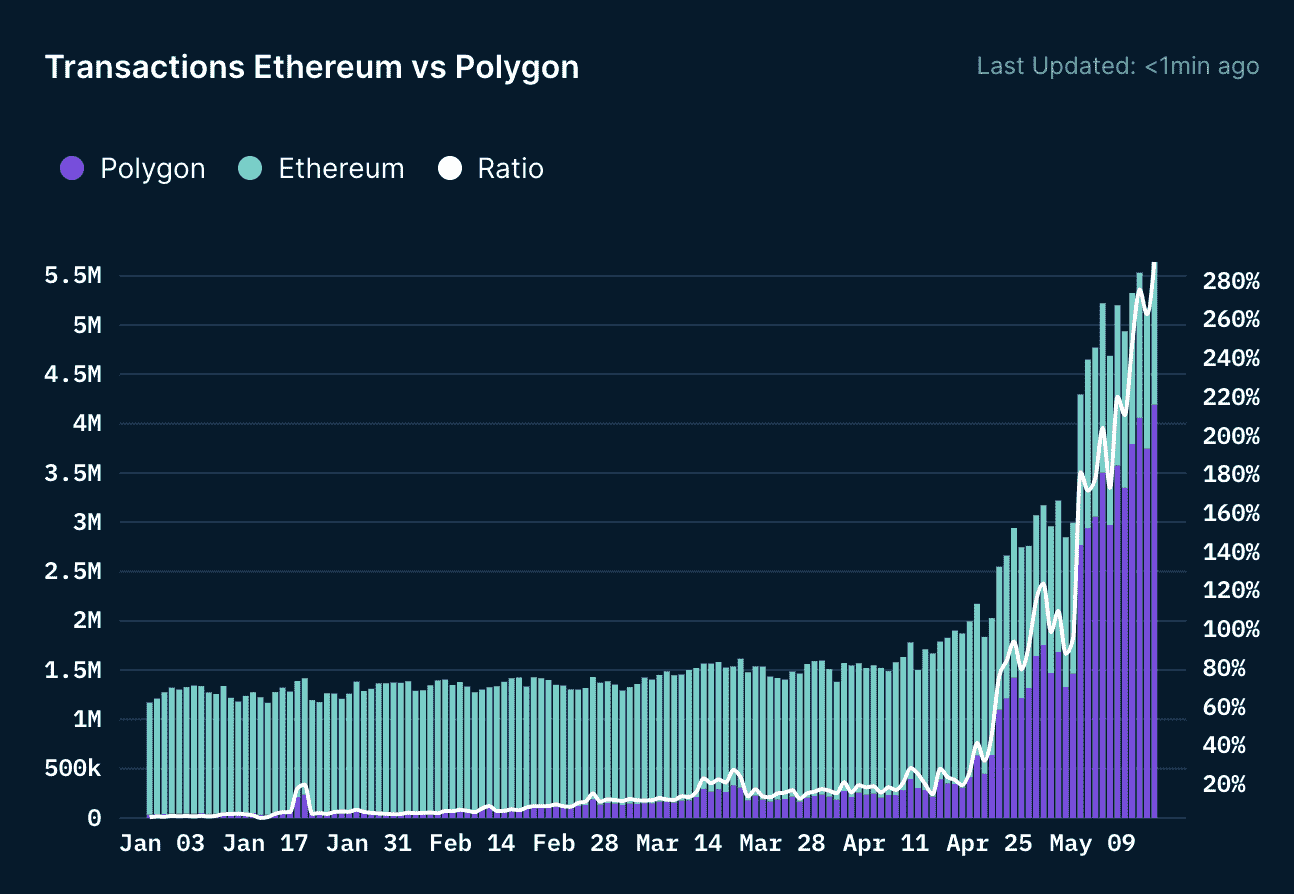 Transactions Ethereum vs Polygon
Last Updated: <1min ago
Polygon
Ethereum
Ratio
5.5M
5M
4.5M
4M
3.5M
3M
2.5M
2M
1.5M
1M
500k
0
280%
260%
240%
220%
200%
180%
160%
140%
120%
100%
80%
60%
40%
20%
Jan 03 Jan 17 Jan 31 Feb 14 Feb 28 Mar 14 Mar 28 Apr 11 Apr 25 May 09